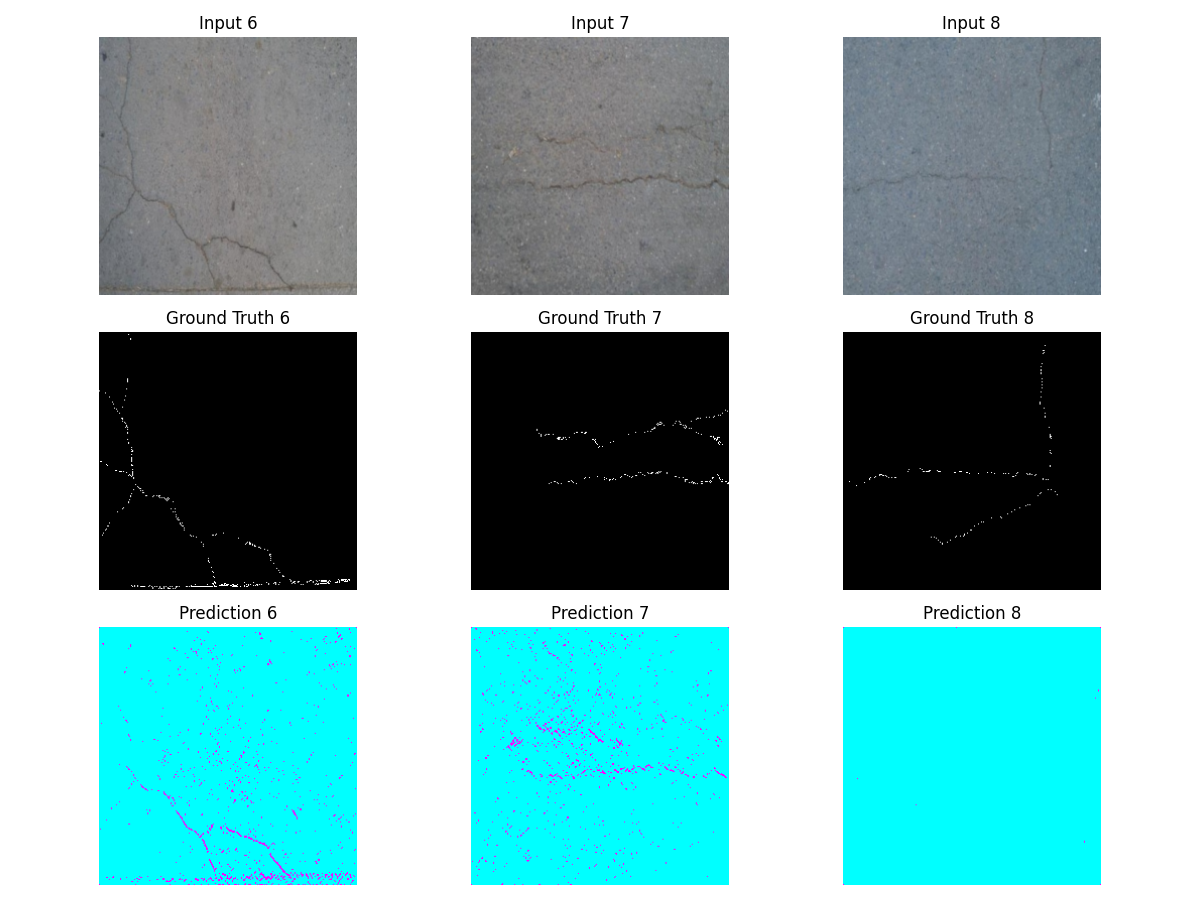 Input 6
Input 7
Input 8
Ground Truth 6
Ground Truth 7
Ground Truth 8
Prediction 6
Prediction 7
Prediction 8